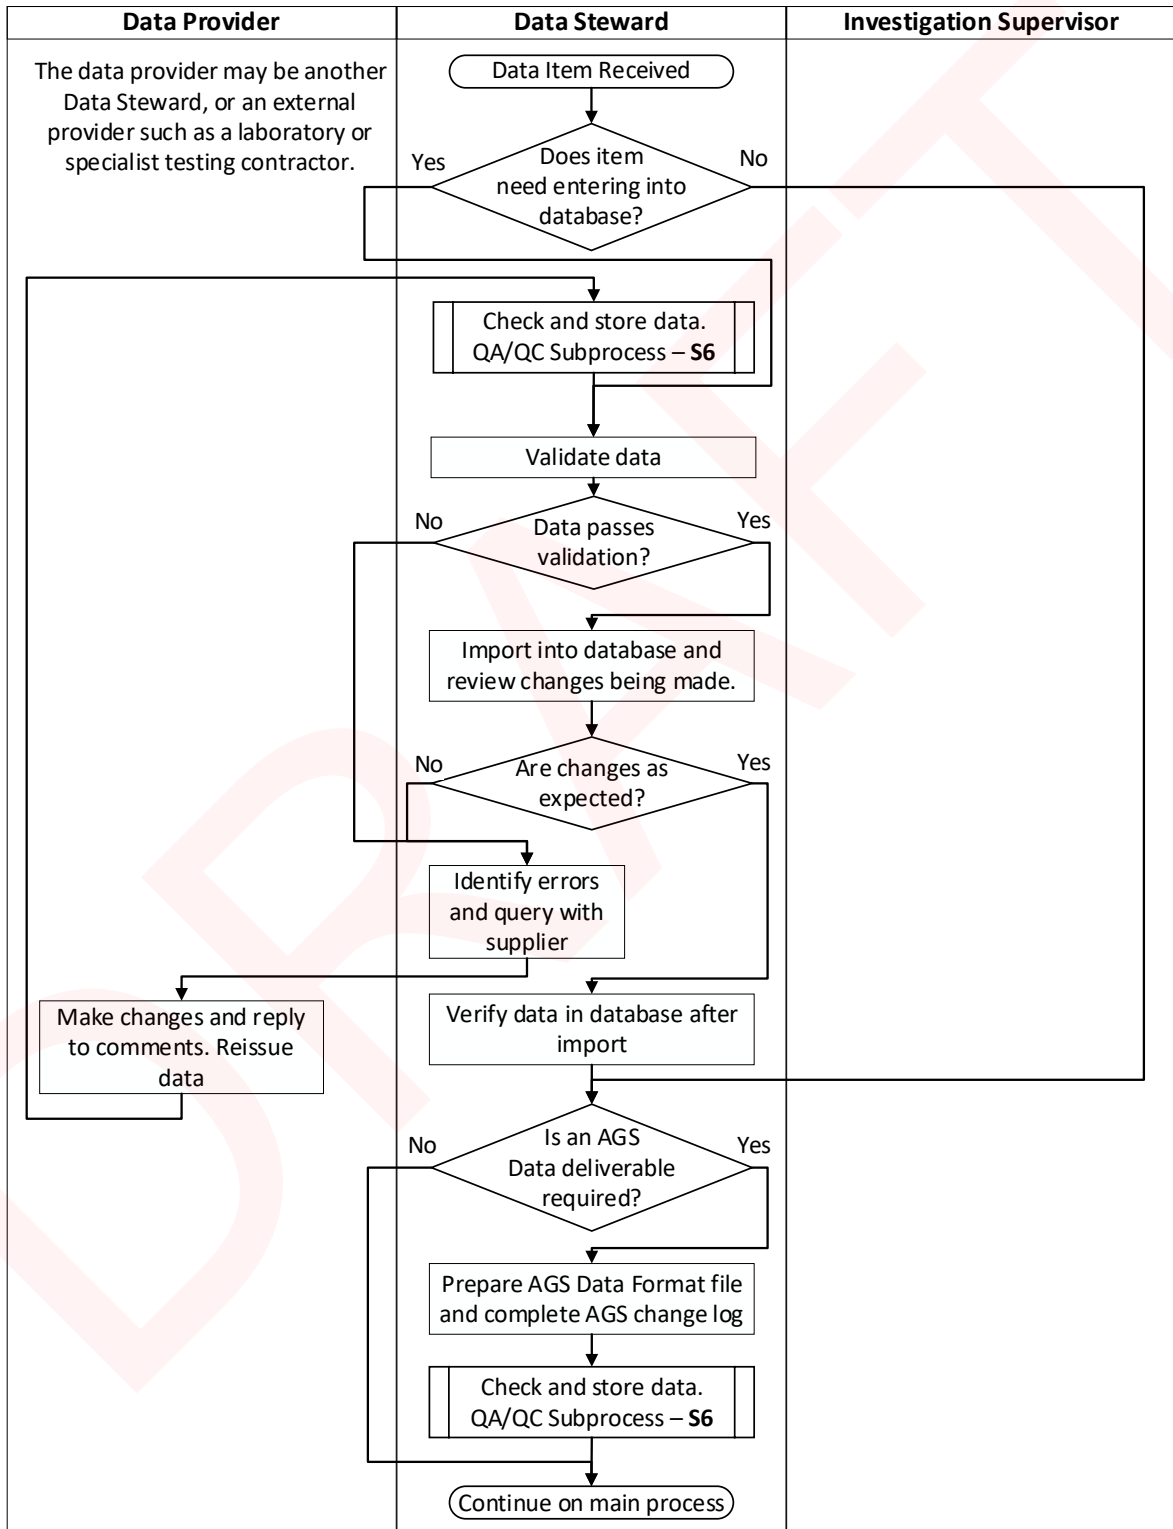 Data Provider
Data Steward
Investigation Supervisor
The data provider may be another
Data Steward, or an external
provider such as a laboratory or
specialist testing contractor.
Data Item Received
Yes
Does item
need entering into
database?
No
Check and store data.
QA/QC Subprocess – S6
Validate data
No
Data passes
validation?
Yes
Import into database and
review changes being made.
No
Are changes as
expected?
Yes
Identify errors
and query with
supplier
Make changes and reply
to comments. Reissue
data
Verify data in database after
import
No
Is an AGS
Data deliverable
required?
Yes
Prepare AGS Data Format file
and complete AGS change log
Check and store data.
QA/QC Subprocess – S6
Continue on main process
DRAFT